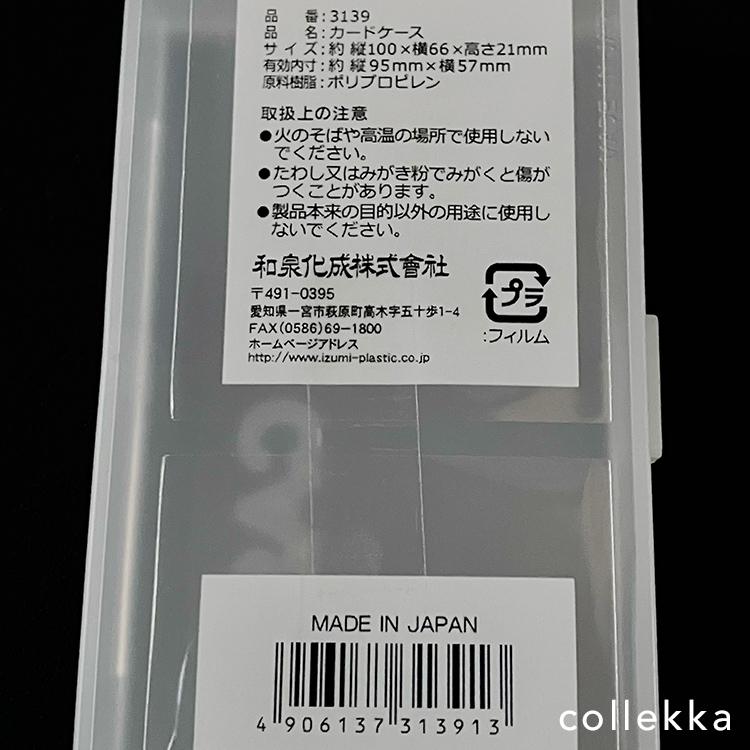 品番:3139
品名:カードケース
サイズ:約 縦100×横66×高さ21mm
有効内寸:約 縦95mm×横57mm
原料樹脂:ポリプロピレン
取扱上の注意
●火のそばや高温の場所で使用しない
でください。
●たわし又はみがき粉でみがくと傷が
つくことがあります。
●製品本来の目的以外の用途に使用し
ないでください。
和泉化成株式會社
〒491-0395
愛知県一宮市萩原町高木字五十歩1-4
FAX(0586)69-1800
ホームページアドレス
http://www.izumi-plastic.co.jp
プラ
:フィルム
MADE IN JAPAN
4 906137 313913
collekka